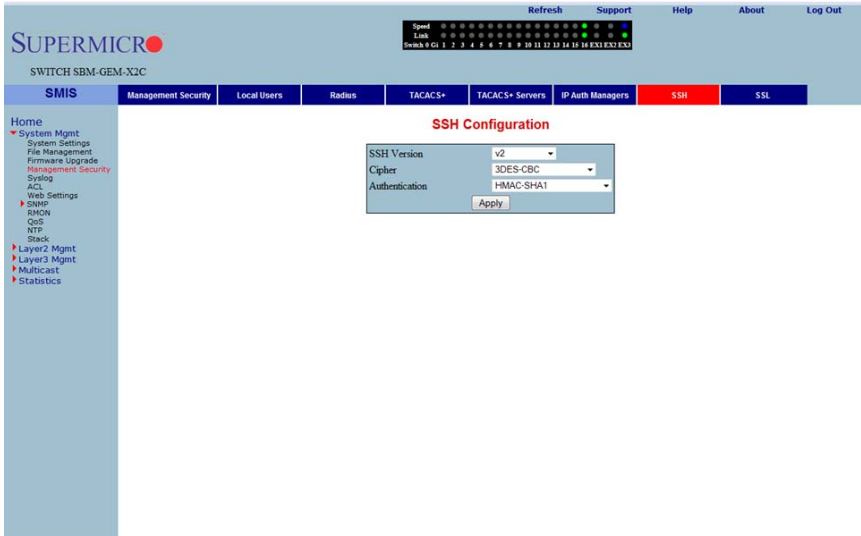 Refresh Support Help About Log Out
SUPERMICRO
SWITCH SBM-GEM-X2C
Speed
Link
Switch 0 Gi 1 2 3 4 5 6 7 8 9 10 11 12 13 14 15 16 EX1 EX2 EX3
SMIS
Management Security Local Users Radius TACACS+ TACACS+ Servers IP Auth Managers SSH SSL
Home
System Mgmt
System Settings
File Management
Firmware Upgrade
Management Security
Syslog
ACL
Web Settings
SNMP
RMON
QoS
NTP
Stack
Layer2 Mgmt
Layer3 Mgmt
Multicast
Statistics
SSH Configuration
SSH Version v2
Cipher 3DES-CBC
Authentication HMAC-SHA1
Apply